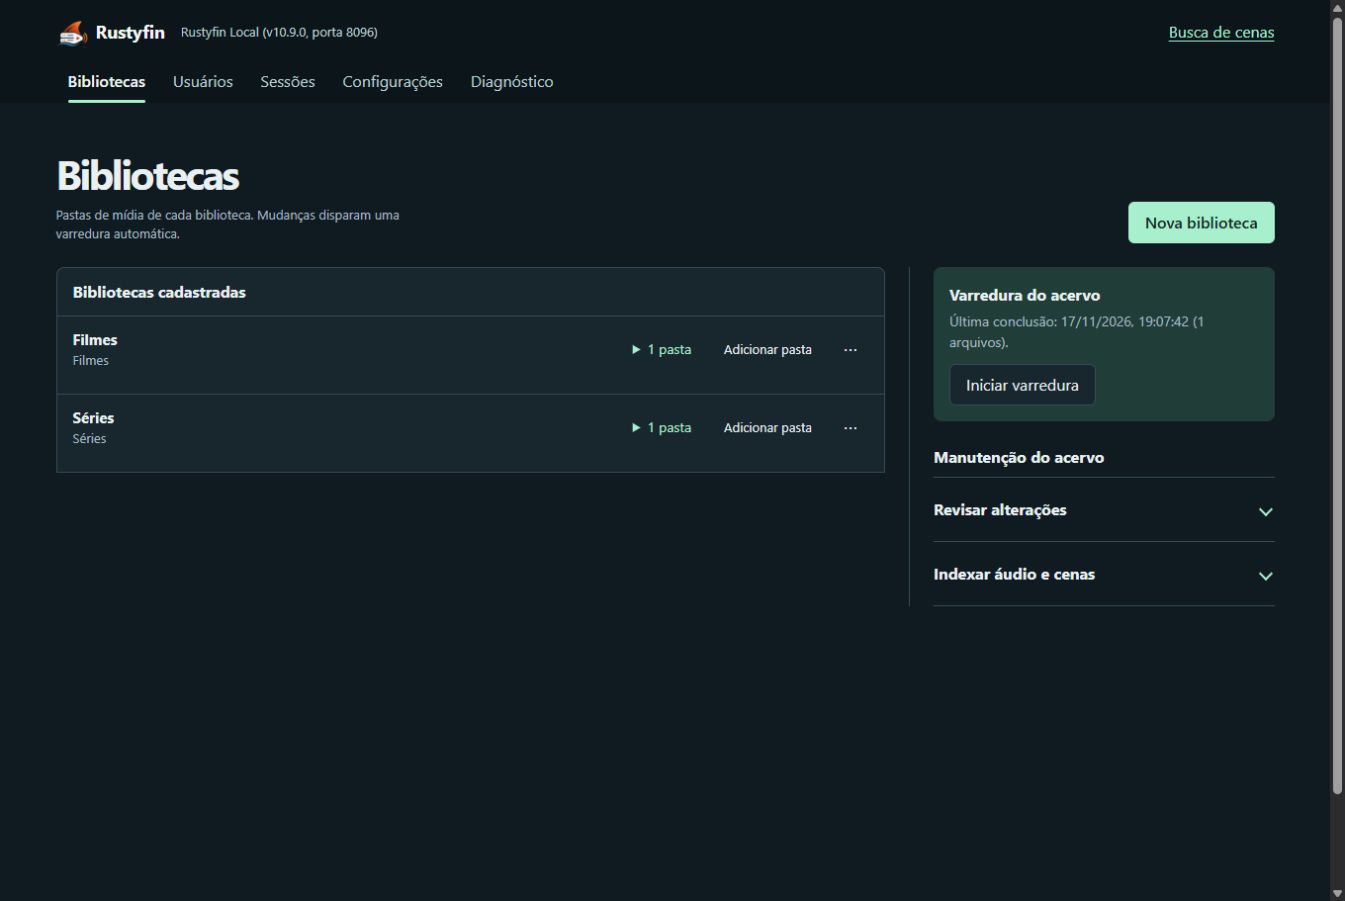 Rustyfin Rustyfin Local (v10.9.0, porta 8096) Busca de cenas
Bibliotecas Usuários Sessões Configurações Diagnóstico
Bibliotecas
Pastas de mídia de cada biblioteca. Mudanças disparam uma
varredura automática.
Nova biblioteca
Bibliotecas cadastradas
Filmes
Filmes
1 pasta Adicionar pasta ...
Séries
Séries
1 pasta Adicionar pasta ...
Varredura do acervo
Última conclusão: 17/11/2026, 19:07:42 (1
arquivos).
Iniciar varredura
Manutenção do acervo
Revisar alterações
Indexar áudio e cenas